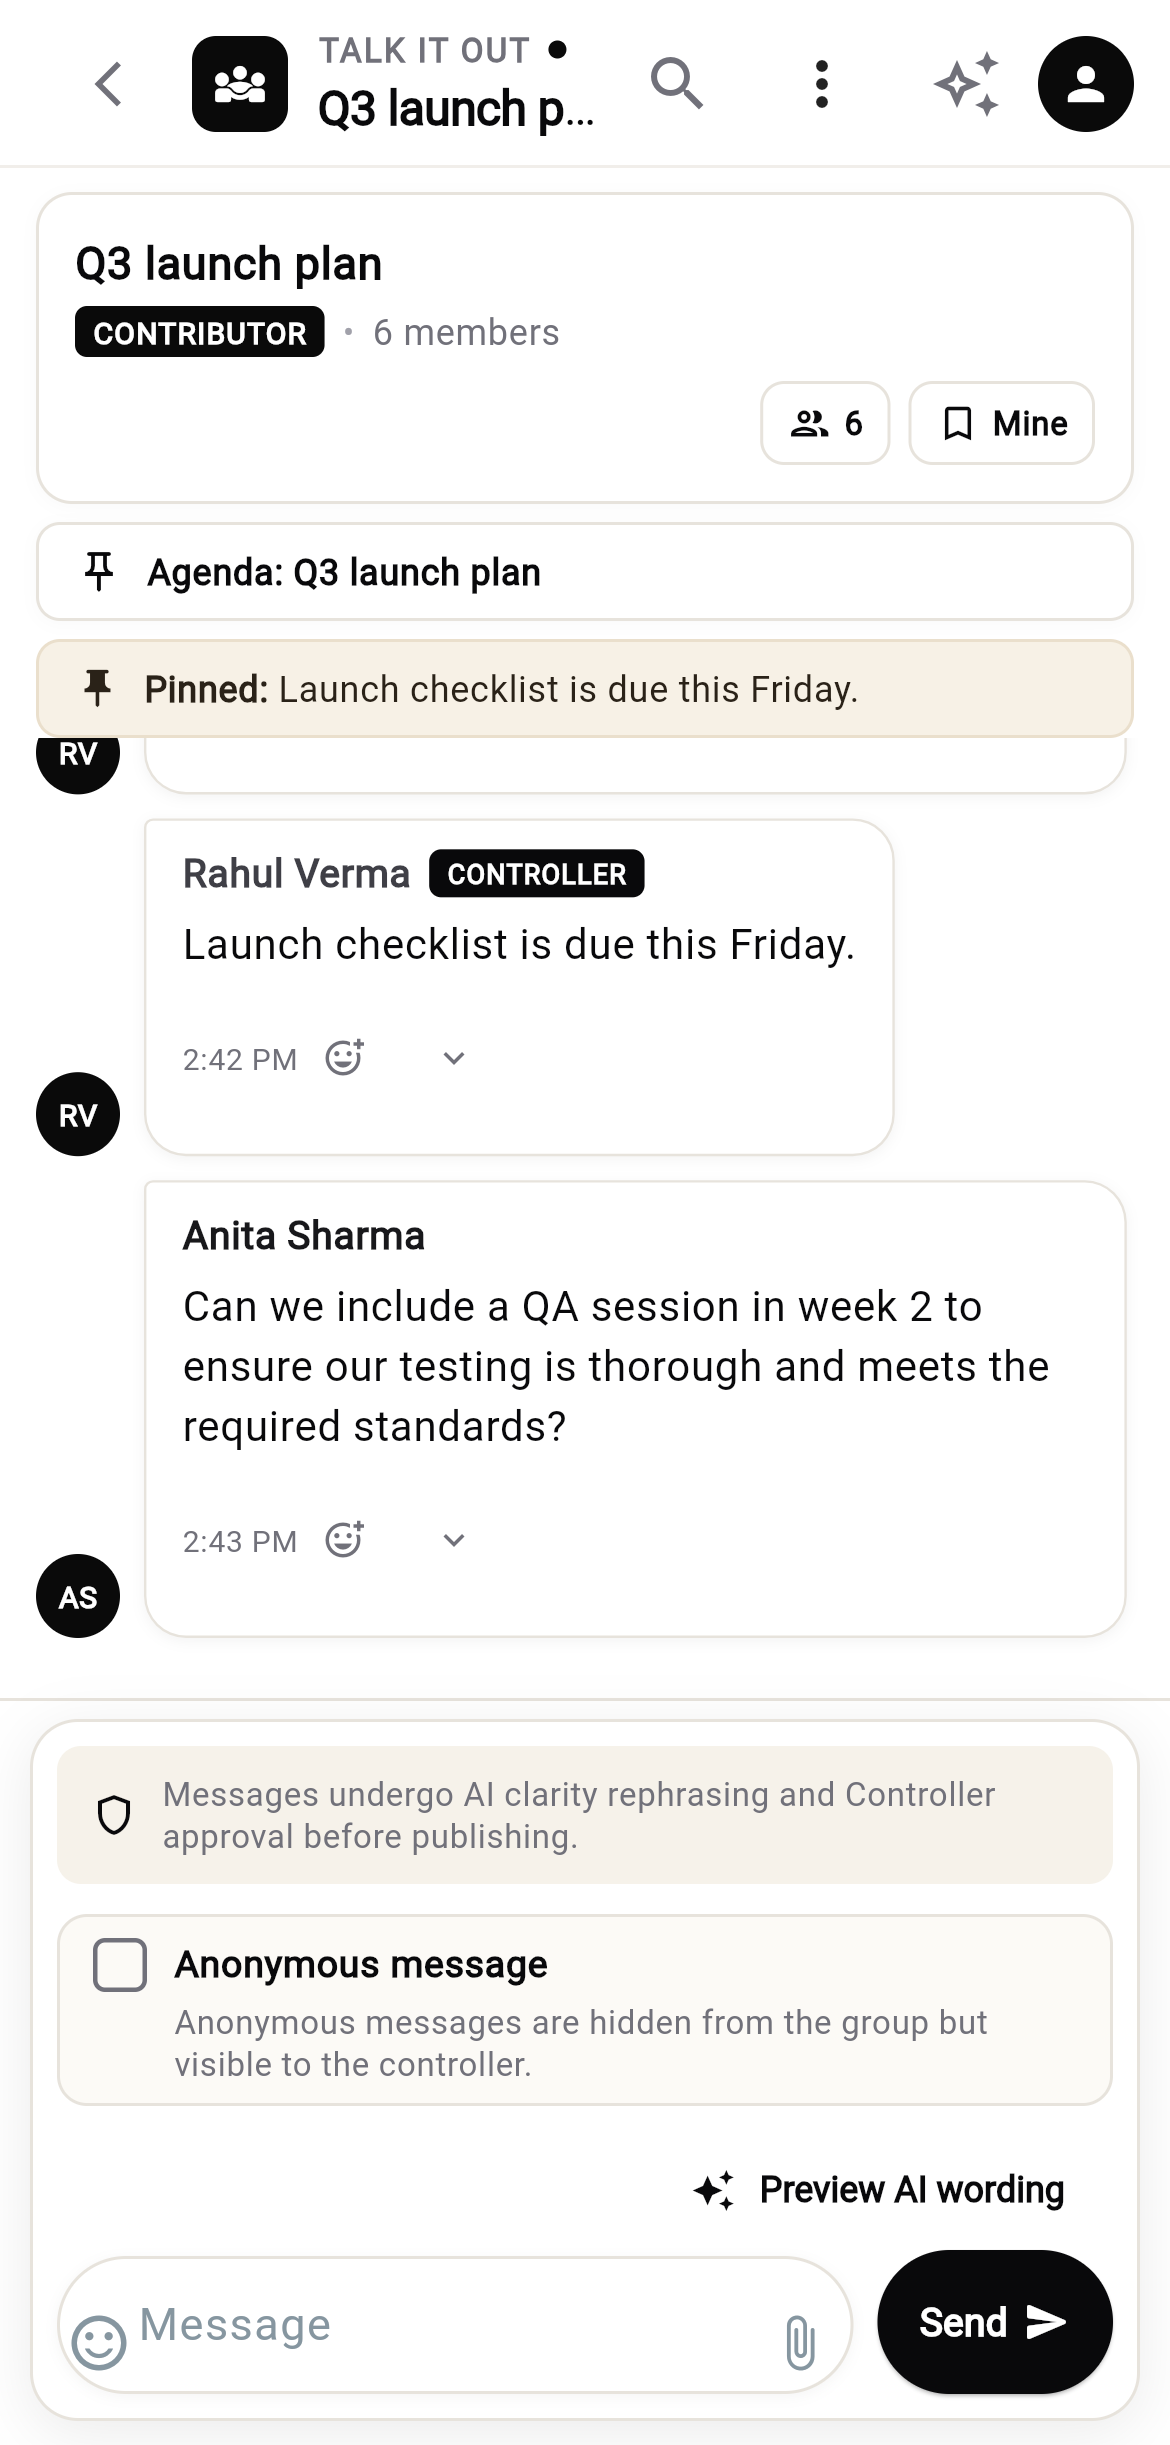 TALK IT OUT
Q3 launch p...
Q3 launch plan
CONTRIBUTOR • 6 members
6 Mine
Agenda: Q3 launch plan
Pinned: Launch checklist is due this Friday.
RV
Rahul Verma CONTROLLER
Launch checklist is due this Friday.
2:42 PM
RV
Anita Sharma
Can we include a QA session in week 2 to
ensure our testing is thorough and meets the
required standards?
2:43 PM
AS
Messages undergo AI clarity rephrasing and Controller
approval before publishing.
Anonymous message
Anonymous messages are hidden from the group but
visible to the controller.
Preview AI wording
Message
Send